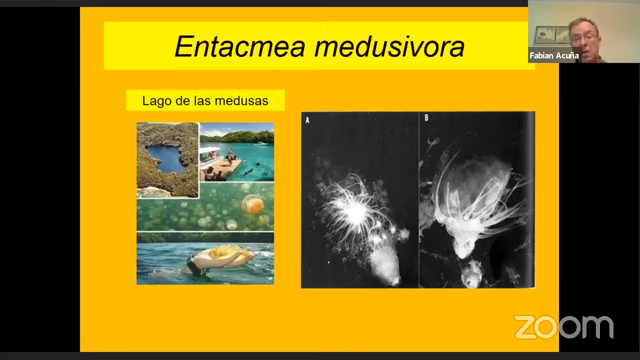 Entacmea medusivora
Fabian Acuña
Lago de las medusas
A
B
zoom